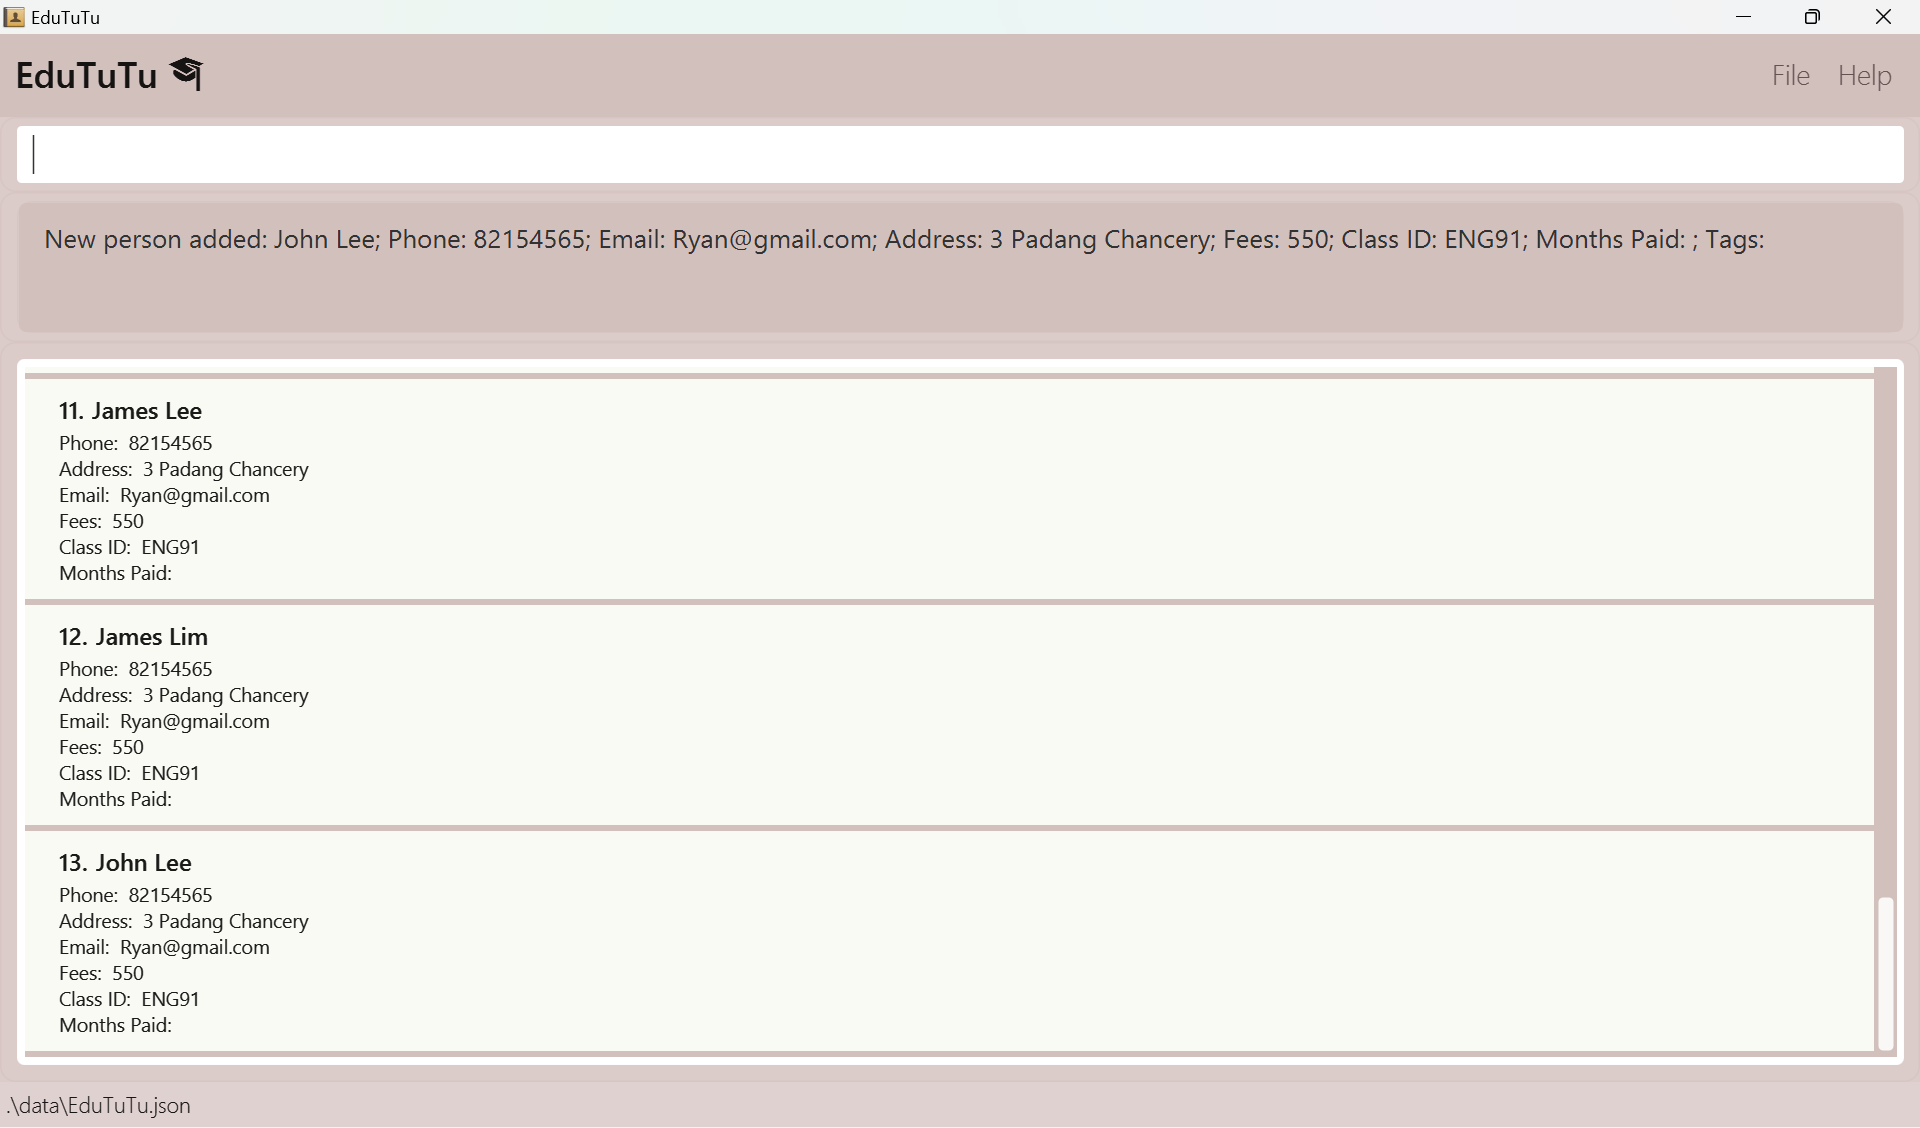 EduTuTu
EduTuTu
File Help
New person added: John Lee; Phone: 82154565; Email: Ryan@gmail.com; Address: 3 Padang Chancery; Fees: 550; Class ID: ENG91; Months Paid: ; Tags:
11. James Lee
Phone: 82154565
Address: 3 Padang Chancery
Email: Ryan@gmail.com
Fees: 550
Class ID: ENG91
Months Paid:
12. James Lim
Phone: 82154565
Address: 3 Padang Chancery
Email: Ryan@gmail.com
Fees: 550
Class ID: ENG91
Months Paid:
13. John Lee
Phone: 82154565
Address: 3 Padang Chancery
Email: Ryan@gmail.com
Fees: 550
Class ID: ENG91
Months Paid:
.\data\EduTuTu.json